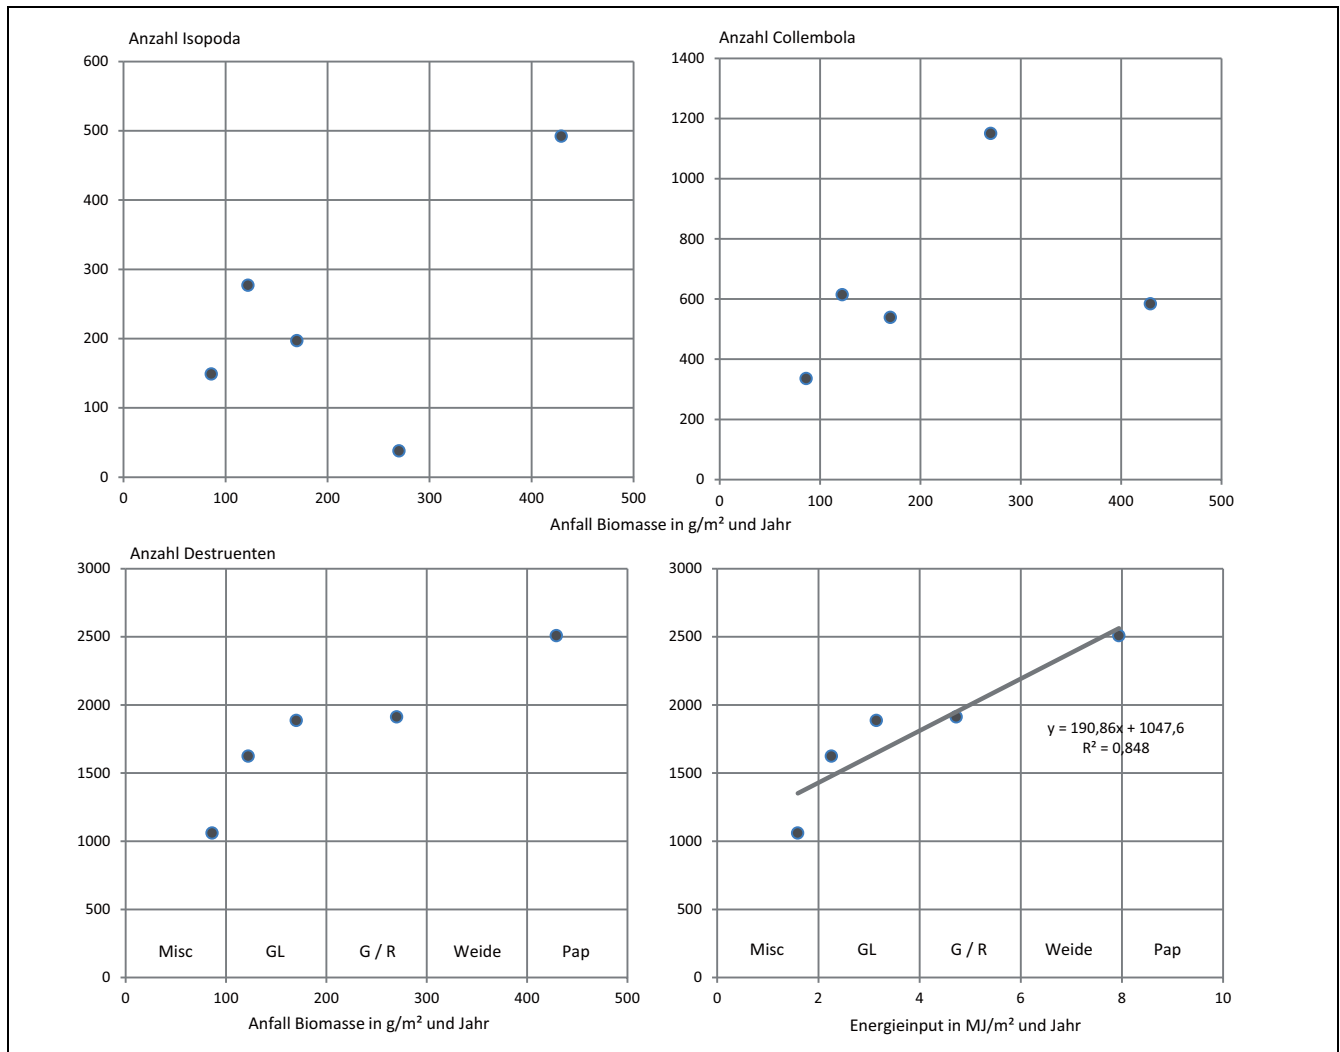 Anzahl Isopoda
600
500
400
300
200
100
0
0 100 200 300 400 500
Anzahl Collembola
1400
1200
1000
800
600
400
200
0
0 100 200 300 400 500
Anfall Biomasse in g/m² und Jahr
Anzahl Destruenten
3000
2500
2000
1500
1000
500
0
Misc GL G / R Weide Pap
0 100 200 300 400 500
Anfall Biomasse in g/m² und Jahr
3000
2500
2000
1500
1000
500
0
y = 190,86x + 1047,6
R² = 0,848
Misc GL G / R Weide Pap
0 2 4 6 8 10
Energieinput in MJ/m² und Jahr